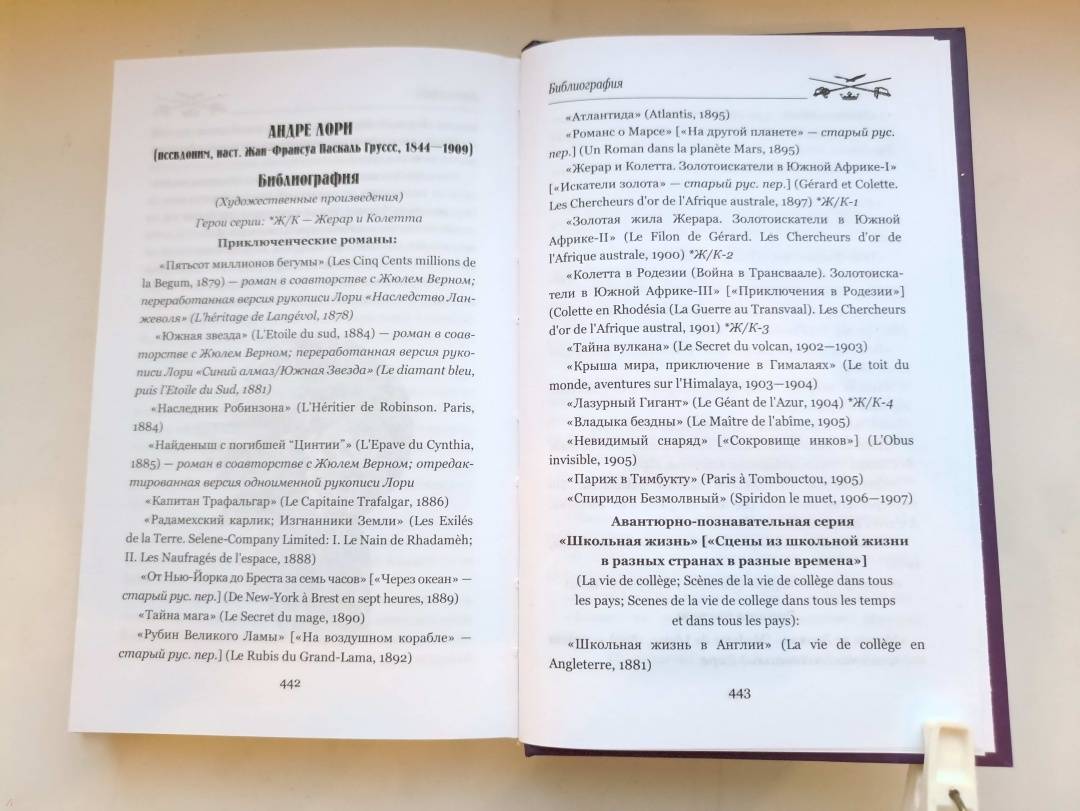 АНДРЕ ЛОРИ
(псевдоним, наст. Жан-Франсуа Паскаль Груссе, 1844—1909)
Библиография
(Художественные произведения)
Герои серии: *Ж/К — Жерар и Колетта
Приключенческие романы:
«Пятьсот миллионов бегумы» (Les Cinq Cents millions de
la Begum, 1879) — роман в соавторстве с Жюлем Верном;
переработанная версия рукописи Лори «Наследство Лан-
жеволя» (L'héritage de Langévol, 1878)
«Южная звезда» (L'Etoile du sud, 1884) — роман в соав-
торстве с Жюлем Верном; переработанная версия руко-
писи Лори «Синий алмаз/Южная Звезда» (Le diamant bleu,
puis l'Etoile du Sud, 1881)
«Наследник Робинзона» (L'Héritier de Robinson. Paris,
1884)
«Найденыш с погибшей “Цинтии”» (L'Epave du Cynthia,
1885) — роман в соавторстве с Жюлем Верном; отредак-
тированная версия одноименной рукописи Лори
«Капитан Трафальгар» (Le Capitaine Trafalgar, 1886)
«Радамехский карлик; Изгнанники Земли» (Les Exilés
de la Terre. Selene-Company Limited: I. Le Nain de Rhadamèh;
II. Les Naufragés de l'espace, 1888)
«От Нью-Йорка до Бреста за семь часов» [«Через океан» —
старый рус. пер.] (De New-York à Brest en sept heures, 1889)
«Тайна мага» (Le Secret du mage, 1890)
«Рубин Великого Ламы» [«На воздушном корабле» —
старый рус. пер.] (Le Rubis du Grand-Lama, 1892)
442
Библиография
«Атлантида» (Atlantis, 1895)
«Романс о Марсе» [«На другой планете» — старый рус.
пер.] (Un Roman dans la planète Mars, 1895)
«Жерар и Колетта. Золотоискатели в Южной Африке-I»
[«Искатели золота» — старый рус. пер.] (Gérard et Colette.
Les Chercheurs d'or de l'Afrique australe, 1897) *Ж/К-1
«Золотая жила Жерара. Золотоискатели в Южной
Африке-II» (Le Filon de Gérard. Les Chercheurs d'or de
l'Afrique australe, 1900) *Ж/К-2
«Колетта в Родезии (Война в Трансваале). Золотоиска-
тели в Южной Африке-III» [«Приключения в Родезии»]
(Colette en Rhodésia (La Guerre au Transvaal). Les Chercheurs
d'or de l'Afrique austral, 1901) *Ж/К-3
«Тайна вулкана» (Le Secret du volcan, 1902—1903)
«Крыша мира, приключение в Гималаях» (Le toit du
monde, aventures sur l'Himalaya, 1903—1904)
«Лазурный Гигант» (Le Géant de l'Azur, 1904) *Ж/К-4
«Владыка бездны» (Le Maître de l'abîme, 1905)
«Невидимый снаряд» [«Сокровище инков»] (L'Obus
invisible, 1905)
«Париж в Тимбукту» (Paris à Tombouctou, 1905)
«Спиридон Безмолвный» (Spiridon le muet, 1906—1907)
Авантюрно-познавательная серия
«Школьная жизнь» [«Сцены из школьной жизни
в разных странах в разные времена»]
(La vie de collège; Scènes de la vie de collège dans tous
les pays; Scenes de la vie de college dans tous les temps
et dans tous les pays):
«Школьная жизнь в Англии» (La vie de collège en
Angleterre, 1881)
443